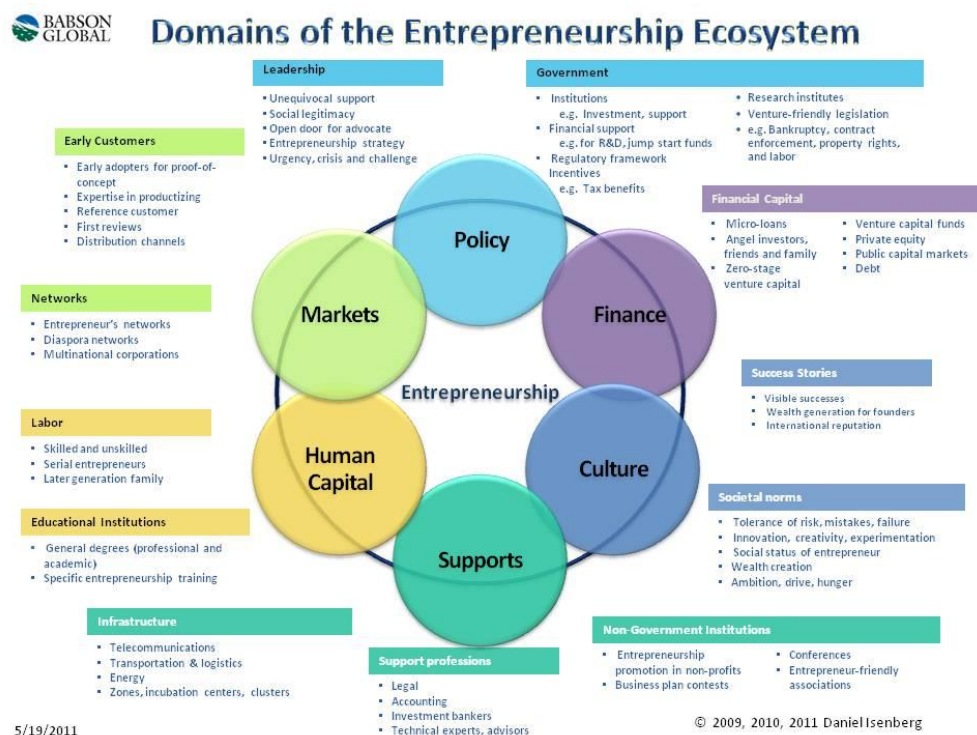 BABSON
GLOBAL
Domains of the Entrepreneurship Ecosystem
Leadership
▪ Unequivocal support
▪ Social legitimacy
▪ Open door for advocate
▪ Entrepreneurship strategy
▪ Urgency, crisis and challenge
Government
▪ Institutions
e.g. Investment, support
▪ Financial support
e.g. for R&D, jump start funds
▪ Regulatory framework
Incentives
e.g. Tax benefits
• Research institutes
• Venture-friendly legislation
• e.g. Bankruptcy, contract
enforcement, property rights,
and labor
Early Customers
▪ Early adopters for proof-of-
concept
▪ Expertise in productizing
▪ Reference customer
▪ First reviews
▪ Distribution channels
Financial Capital
▪ Micro-loans
▪ Angel investors,
friends and family
▪ Zero-stage
venture capital
▪ Venture capital funds
▪ Private equity
▪ Public capital markets
▪ Debt
Networks
▪ Entrepreneur's networks
▪ Diaspora networks
▪ Multinational corporations
Policy
Markets
Finance
Entrepreneurship
Human
Capital
Culture
Supports
Success Stories
▪ Visible successes
▪ Wealth generation for founders
▪ International reputation
Labor
▪ Skilled and unskilled
▪ Serial entrepreneurs
▪ Later generation family
Societal norms
▪ Tolerance of risk, mistakes, failure
▪ Innovation, creativity, experimentation
▪ Social status of entrepreneur
▪ Wealth creation
▪ Ambition, drive, hunger
Educational Institutions
▪ General degrees (professional and
academic)
▪ Specific entrepreneurship training
Infrastructure
▪ Telecommunications
▪ Transportation & logistics
▪ Energy
▪ Zones, incubation centers, clusters
Support professions
▪ Legal
▪ Accounting
▪ Investment bankers
▪ Technical experts, advisors
Non-Government Institutions
▪ Entrepreneurship
promotion in non-profits
▪ Business plan contests
▪ Conferences
▪ Entrepreneur-friendly
associations
5/19/2011
© 2009, 2010, 2011 Daniel Isenberg